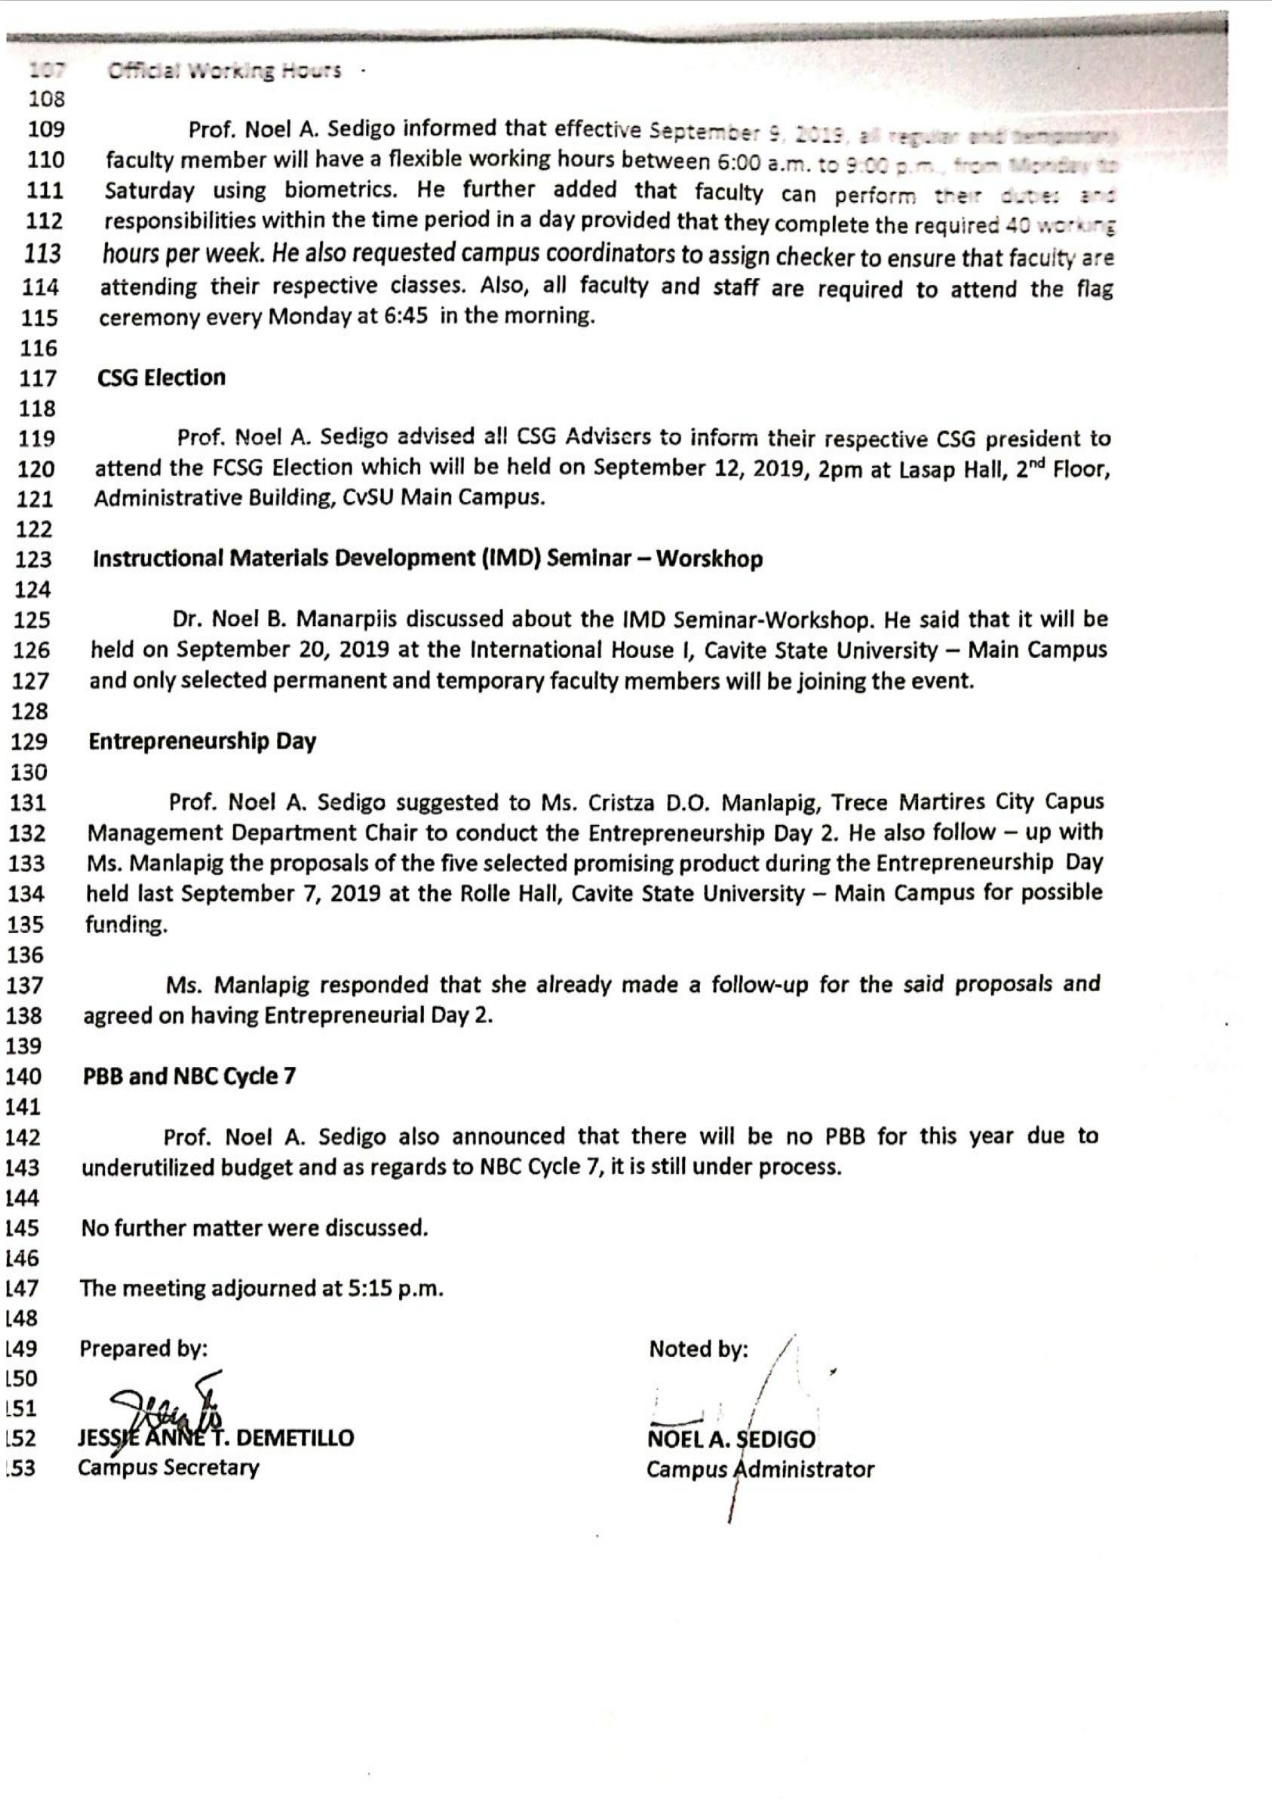 107 Official Working Hours
108
109 Prof. Noel A. Sedigo informed that effective September 9, 2019, all regular and temporary
110 faculty member will have a flexible working hours between 6:00 a.m. to 9:00 p.m., from Monday to
111 Saturday using biometrics. He further added that faculty can perform their duties and
112 responsibilities within the time period in a day provided that they complete the required 40 working
113 hours per week. He also requested campus coordinators to assign checker to ensure that faculty are
114 attending their respective classes. Also, all faculty and staff are required to attend the flag
115 ceremony every Monday at 6:45 in the morning.
116
117 CSG Election
118
119 Prof. Noel A. Sedigo advised all CSG Advisers to inform their respective CSG president to
120 attend the FCSG Election which will be held on September 12, 2019, 2pm at Lasap Hall, 2nd Floor,
121 Administrative Building, CvSU Main Campus.
122
123 Instructional Materials Development (IMD) Seminar – Worskhop
124
125 Dr. Noel B. Manarpiis discussed about the IMD Seminar-Workshop. He said that it will be
126 held on September 20, 2019 at the International House I, Cavite State University – Main Campus
127 and only selected permanent and temporary faculty members will be joining the event.
128
129 Entrepreneurship Day
130
131 Prof. Noel A. Sedigo suggested to Ms. Cristza D.O. Manlapig, Trece Martires City Capus
132 Management Department Chair to conduct the Entrepreneurship Day 2. He also follow – up with
133 Ms. Manlapig the proposals of the five selected promising product during the Entrepreneurship Day
134 held last September 7, 2019 at the Rolle Hall, Cavite State University – Main Campus for possible
135 funding.
136
137 Ms. Manlapig responded that she already made a follow-up for the said proposals and
138 agreed on having Entrepreneurial Day 2.
139
140 PBB and NBC Cycle 7
141
142 Prof. Noel A. Sedigo also announced that there will be no PBB for this year due to
143 underutilized budget and as regards to NBC Cycle 7, it is still under process.
144
145 No further matter were discussed.
146
147 The meeting adjourned at 5:15 p.m.
148
149 Prepared by: Noted by:
150
151
152 JESSIE ANNE T. DEMETILLO NOEL A. SEDIGO
153 Campus Secretary Campus Administrator